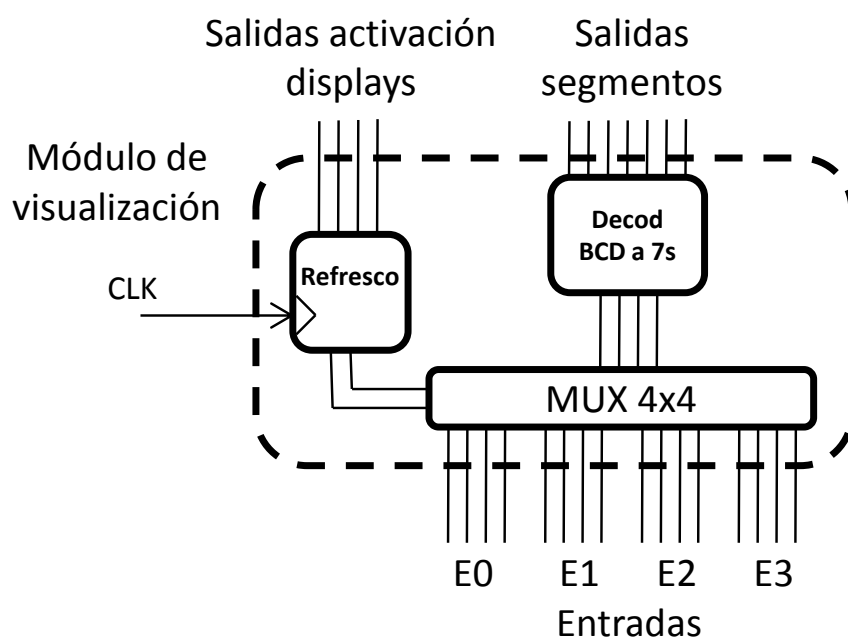 Salidas activación
displays
Salidas
segmentos
Módulo de
visualización
Decod
BCD a 7s
Refresco
CLK
MUX 4x4
E0
E1
E2
E3
Entradas